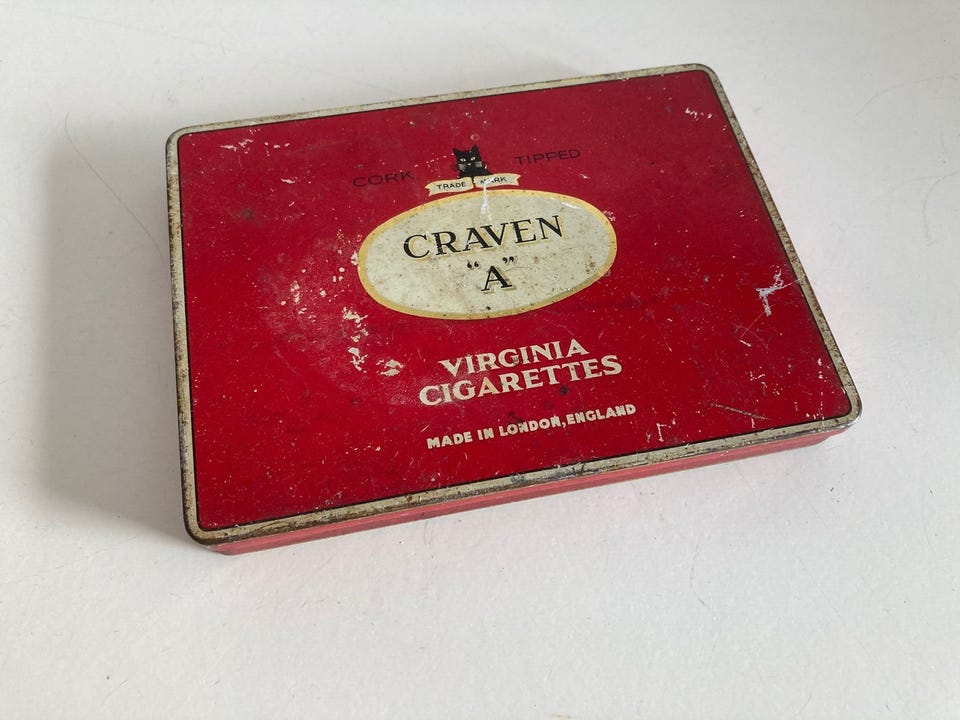 CORK TIPPED
TRADE MARK
CRAVEN
“A”
VIRGINIA
CIGARETTES
MADE IN LONDON, ENGLAND